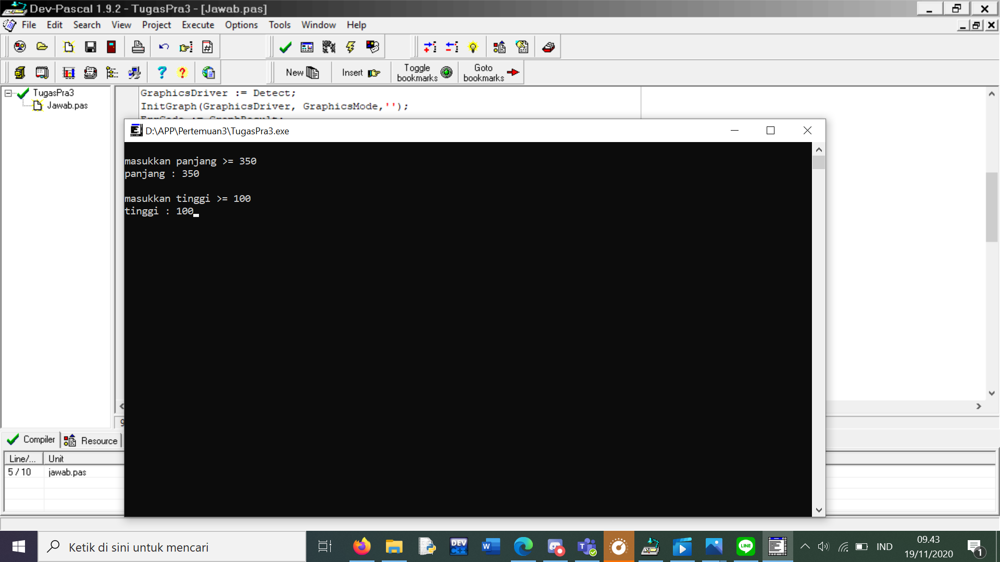 Dev-Pascal 1.9.2 - TugasPra3 - [Jawab.pas]
File Edit Search View Project Execute Options Tools Window Help
New Insert Toggle bookmarks Goto bookmarks
TugasPra3
Jawab.pas
GraphicsDriver := Detect;
InitGraph(GraphicsDriver, GraphicsMode,'');
D:\APP\Pertemuan3\TugasPra3.exe
masukkan panjang >= 350
panjang : 350
masukkan tinggi >= 100
tinggi : 100
Compiler Resource
Line/... Unit
5 / 10 jawab.pas
Ketik di sini untuk mencari
DEV C++
W
T
LINE
IND
09.43
19/11/2020
1